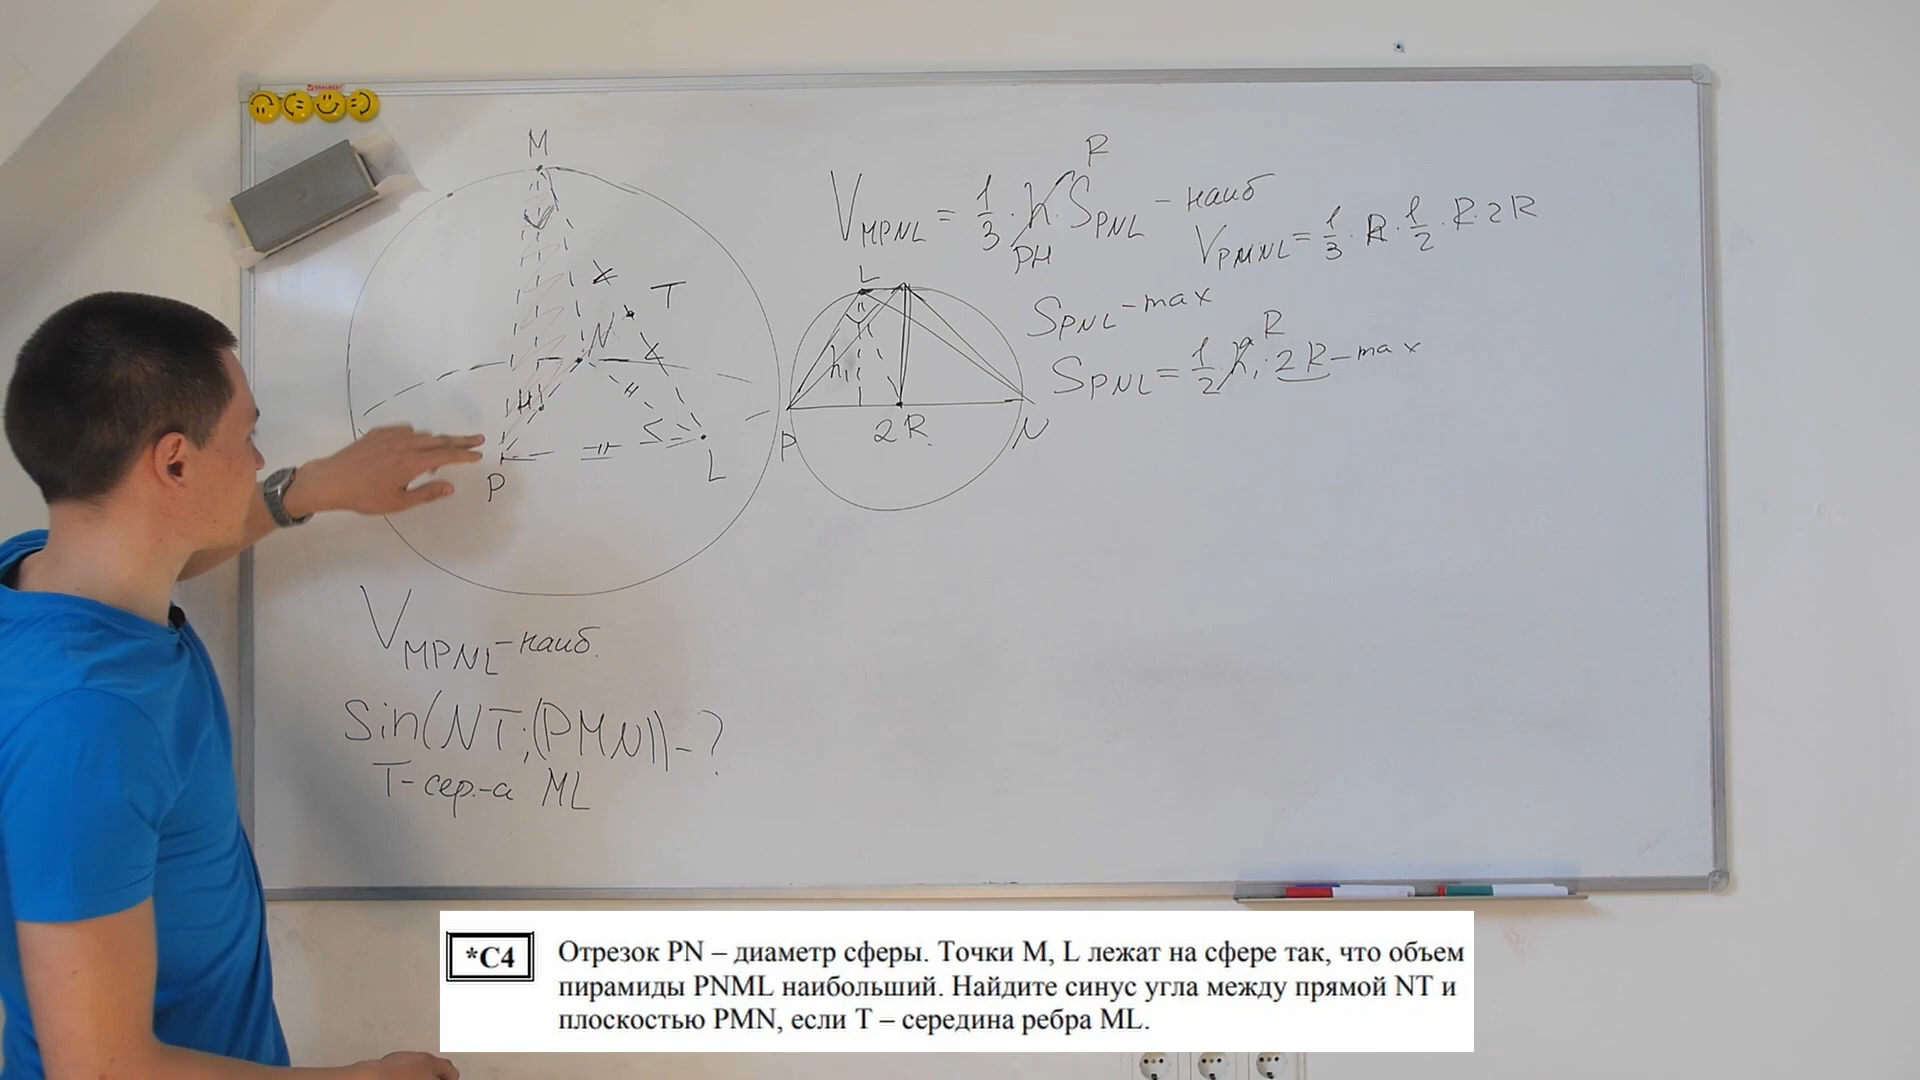 M
T
N
H
P
L
V_MPNL - наиб.
sin(NT;(PMN)) - ?
T - сер-а ML
R
V_MPNL = 1/3 · h · S_PNL - наиб
PH
V_PMNL = 1/3 · R · 1/2 · R · 2R
L
h₁
P
2R
N
S_PNL - max
R
S_PNL = 1/2 h₁ · 2R - max
*C4
Отрезок PN – диаметр сферы. Точки M, L лежат на сфере так, что объем
пирамиды PNML наибольший. Найдите синус угла между прямой NT и
плоскостью PMN, если T – середина ребра ML.